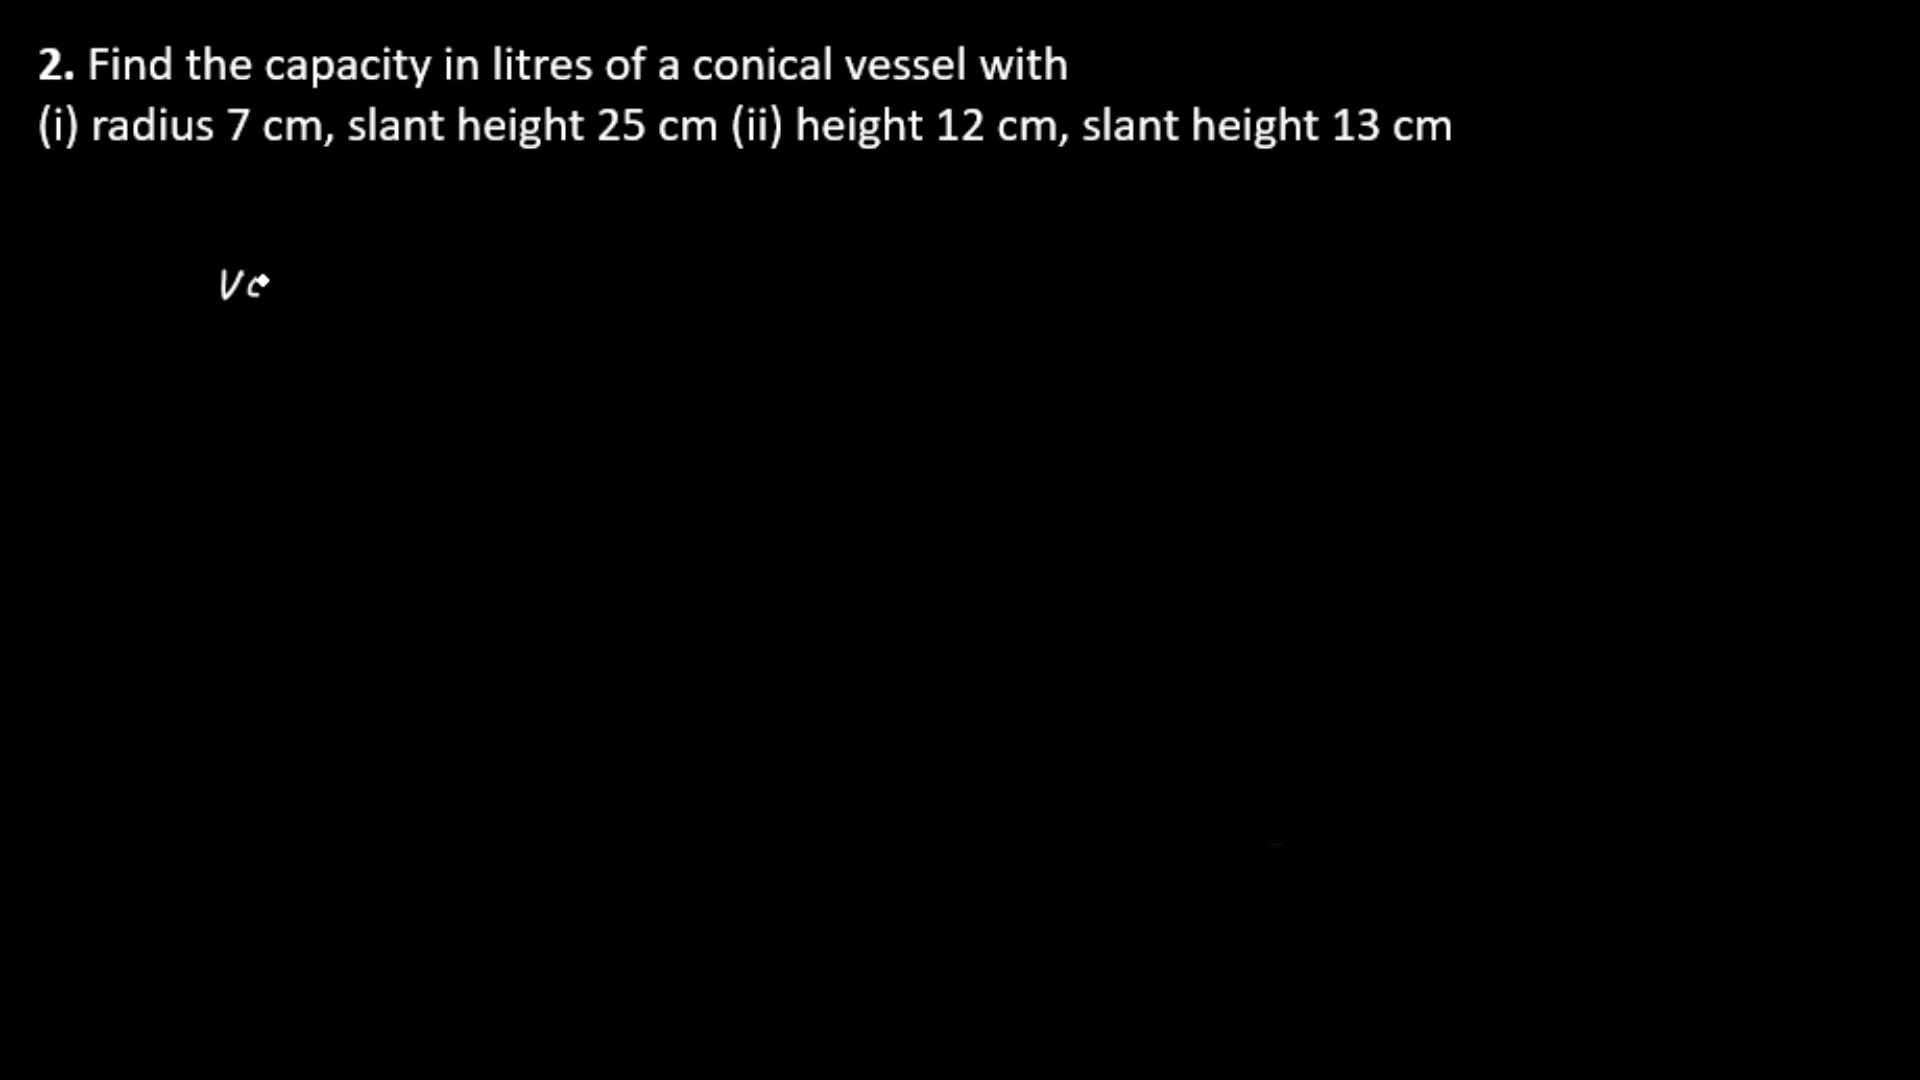 2. Find the capacity in litres of a conical vessel with
(i) radius 7 cm, slant height 25 cm (ii) height 12 cm, slant height 13 cm